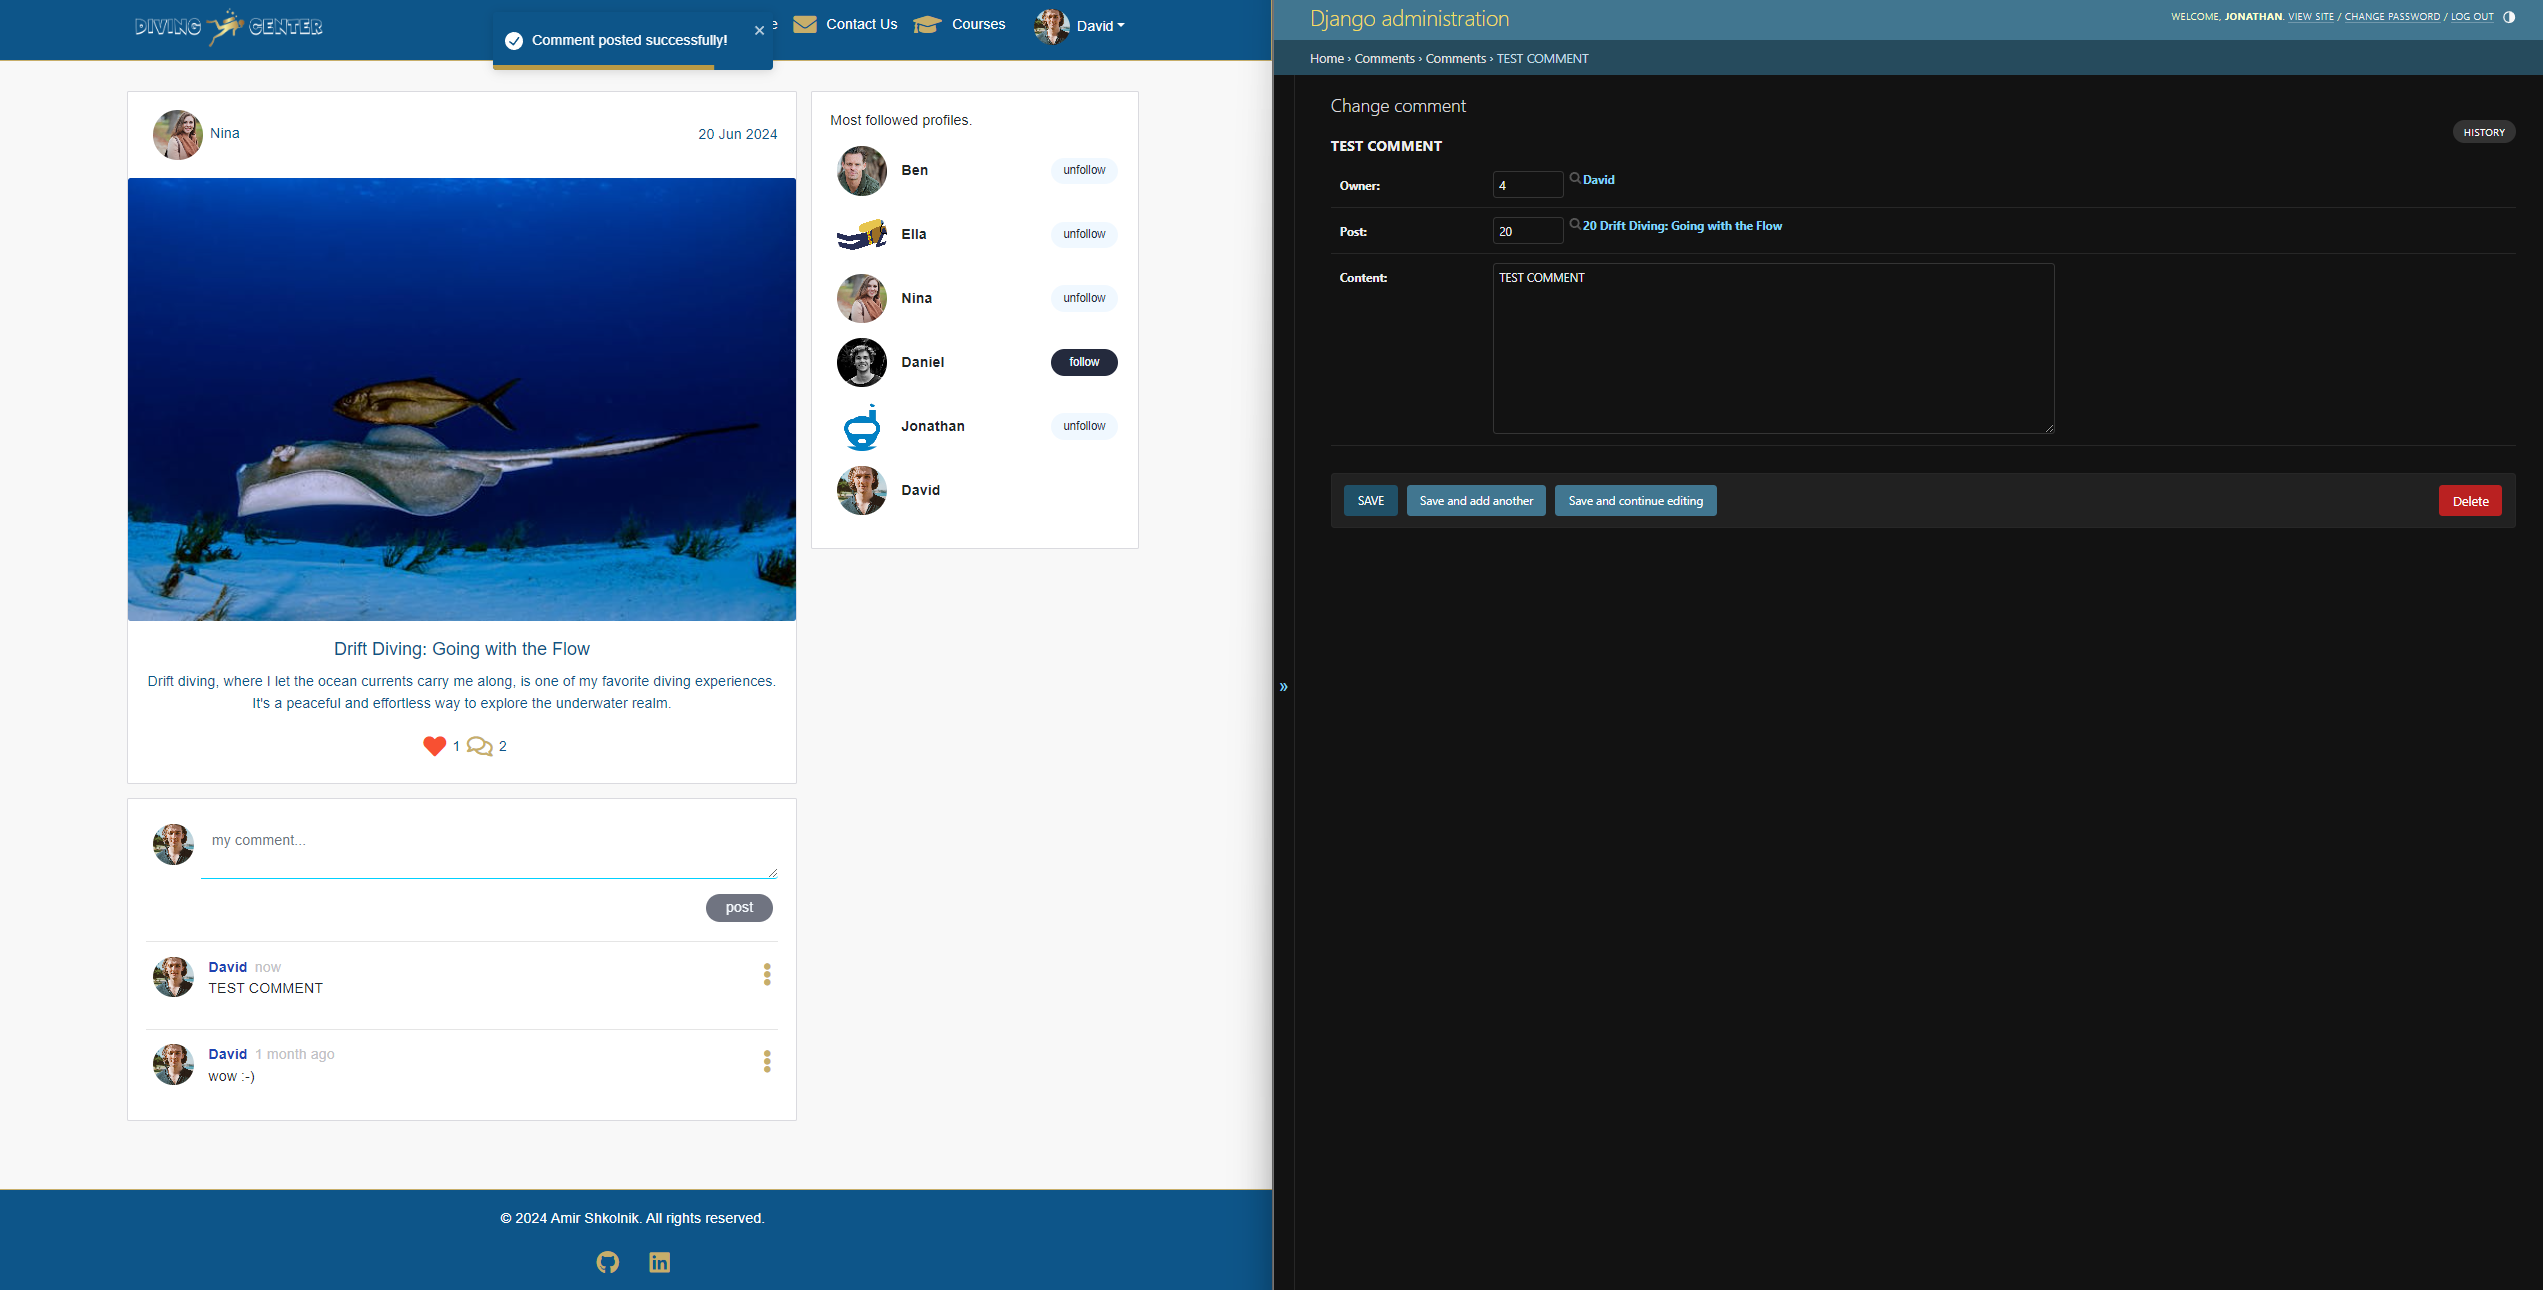 DIVING CENTER
Comment posted successfully!
Contact Us
Courses
David
Nina
20 Jun 2024
Drift Diving: Going with the Flow
Drift diving, where I let the ocean currents carry me along, is one of my favorite diving experiences.
It's a peaceful and effortless way to explore the underwater realm.
1
2
my comment...
post
David now
TEST COMMENT
David 1 month ago
wow :-)
Most followed profiles.
Ben
unfollow
Ella
unfollow
Nina
unfollow
Daniel
follow
Jonathan
unfollow
David
© 2024 Amir Shkolnik. All rights reserved.
Django administration
WELCOME, JONATHAN. VIEW SITE / CHANGE PASSWORD / LOG OUT
Home › Comments › Comments › TEST COMMENT
»
Change comment
HISTORY
TEST COMMENT
Owner:
4
David
Post:
20
20 Drift Diving: Going with the Flow
Content:
TEST COMMENT
SAVE
Save and add another
Save and continue editing
Delete